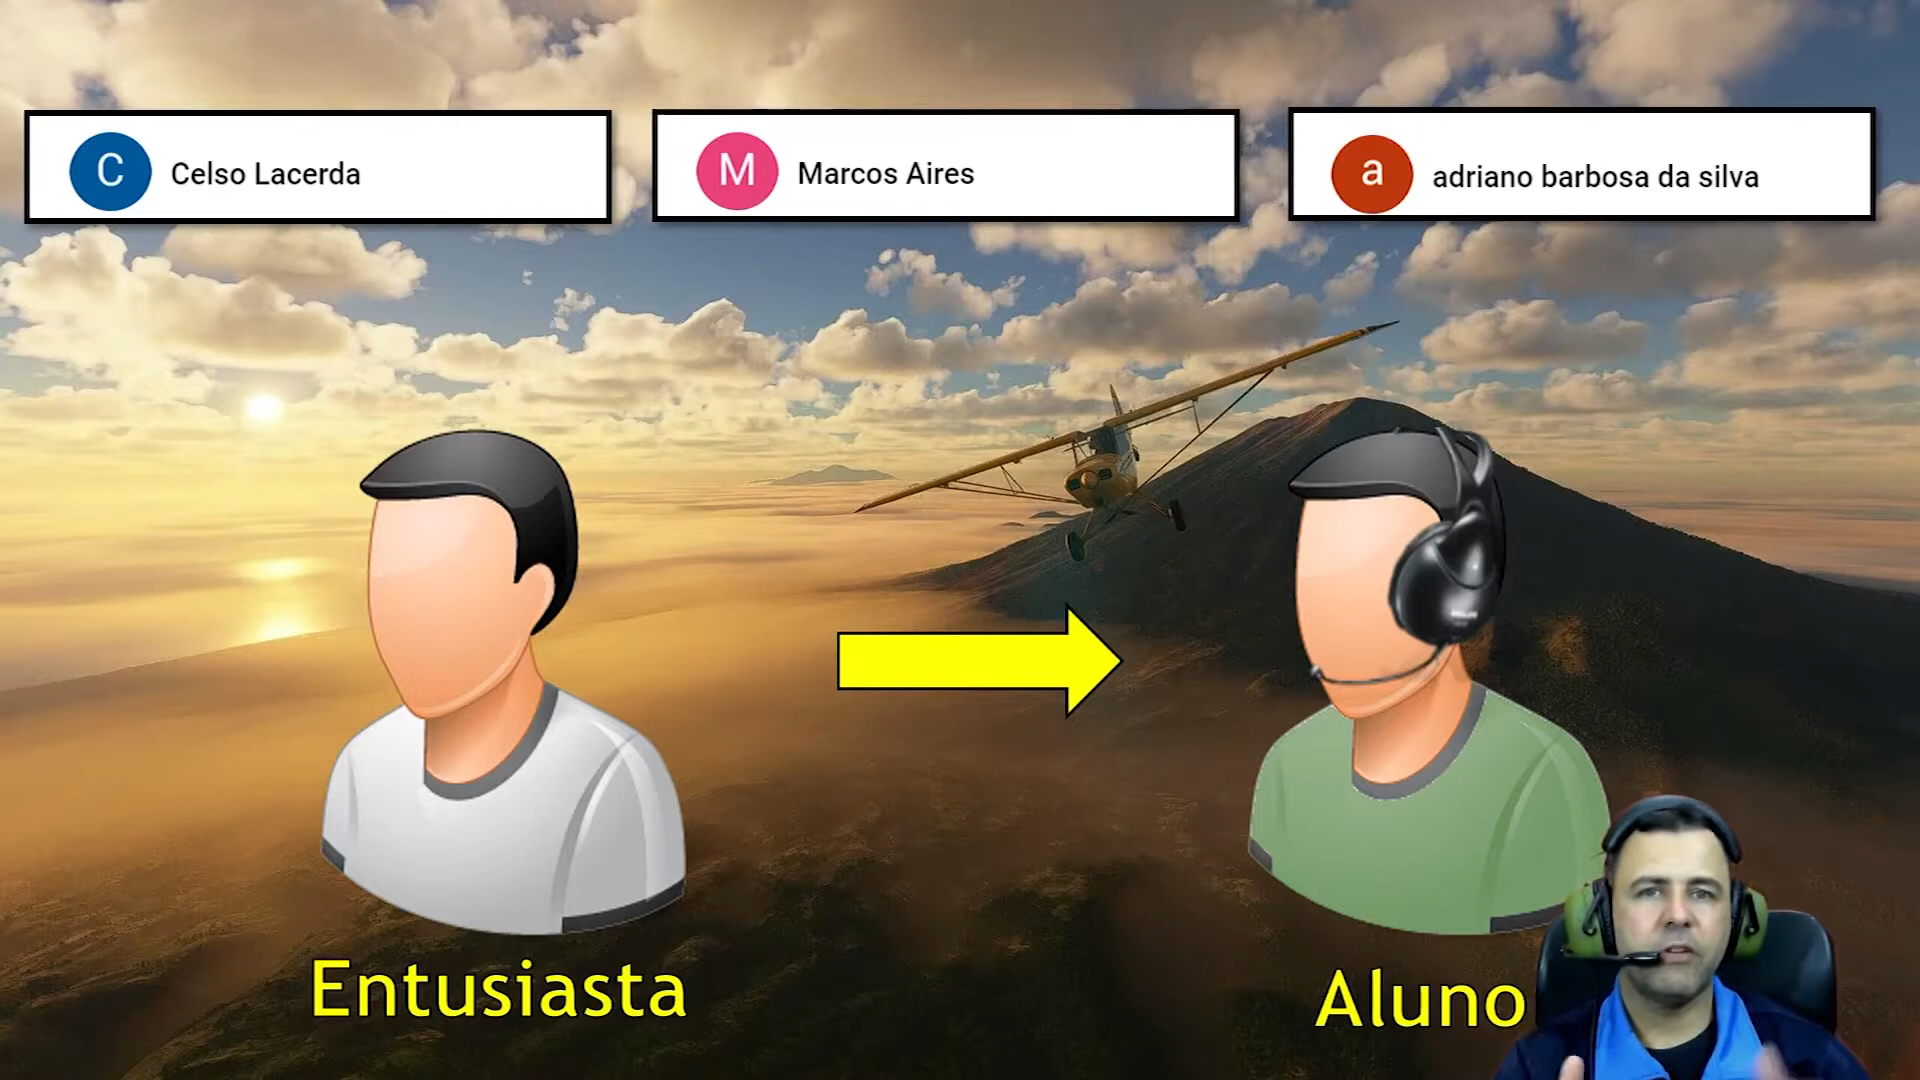 C Celso Lacerda
M Marcos Aires
a adriano barbosa da silva
Entusiasta
Aluno